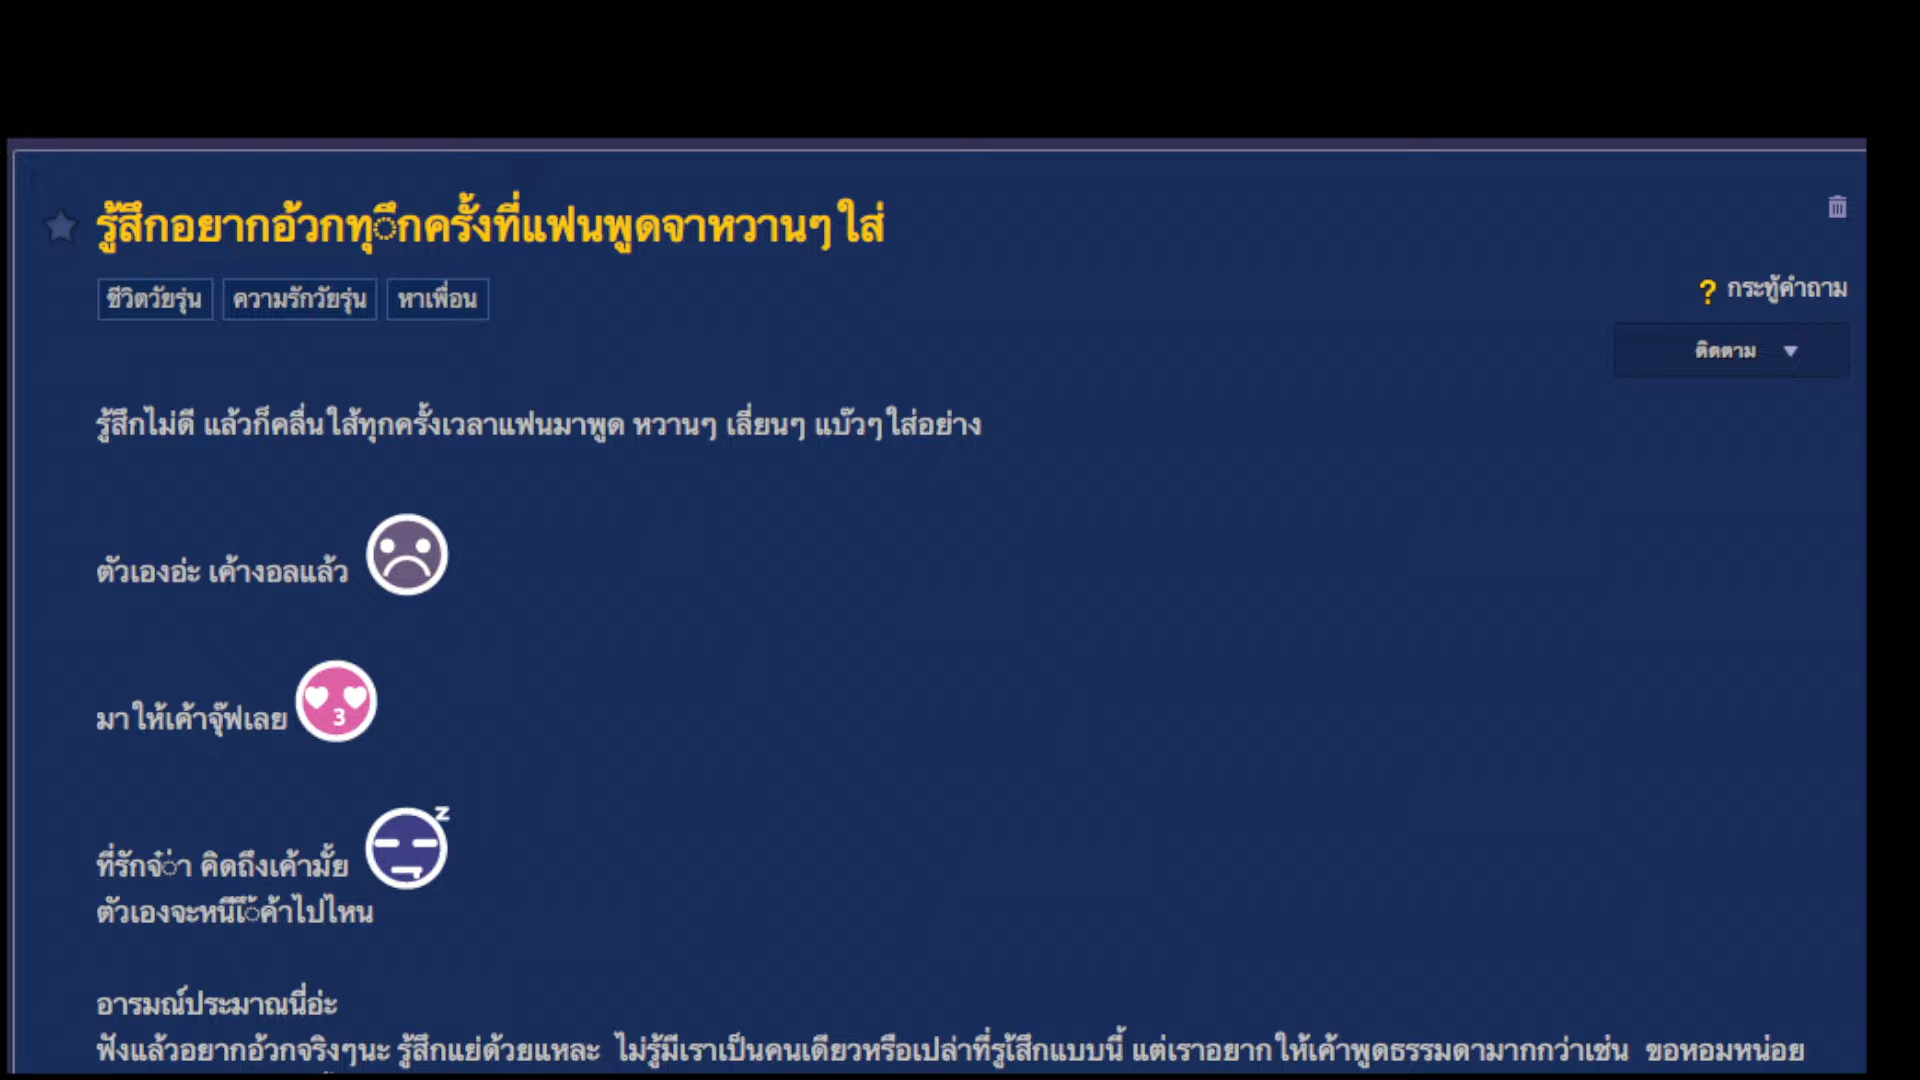 รู้สึกอยากอ้วกทุึกครั้งที่แฟนพูดจาหวานๆ ใส่
ชีวิตวัยรุ่น ความรักวัยรุ่น หาเพื่อน
? กระทู้คำถาม
ติดตาม
รู้สึกไม่ดี แล้วก็คลื่นใส้ทุกครั้งเวลาแฟนมาพูด หวานๆ เลี่ยนๆ แบ๊วๆ ใส่อย่าง
ตัวเองอ่ะ เค้างอลแล้ว
มาให้เค้าจุ๊ฟเลย
ที่รักจ๋่า คิดถึงเค้ามั้ย
ตัวเองจะหนีเ้ค้าไปไหน
อารมณ์ประมาณนี่อ่ะ
ฟังแล้วอยากอ้วกจริงๆนะ รู้สึกแย่ด้วยแหละ ไม่รู้มีเราเป็นคนเดียวหรือเปล่าที่รูเ้สึกแบบนี้ แต่เราอยากให้เค้าพูดธรรมดามากกว่าเช่น ขอหอมหน่อย